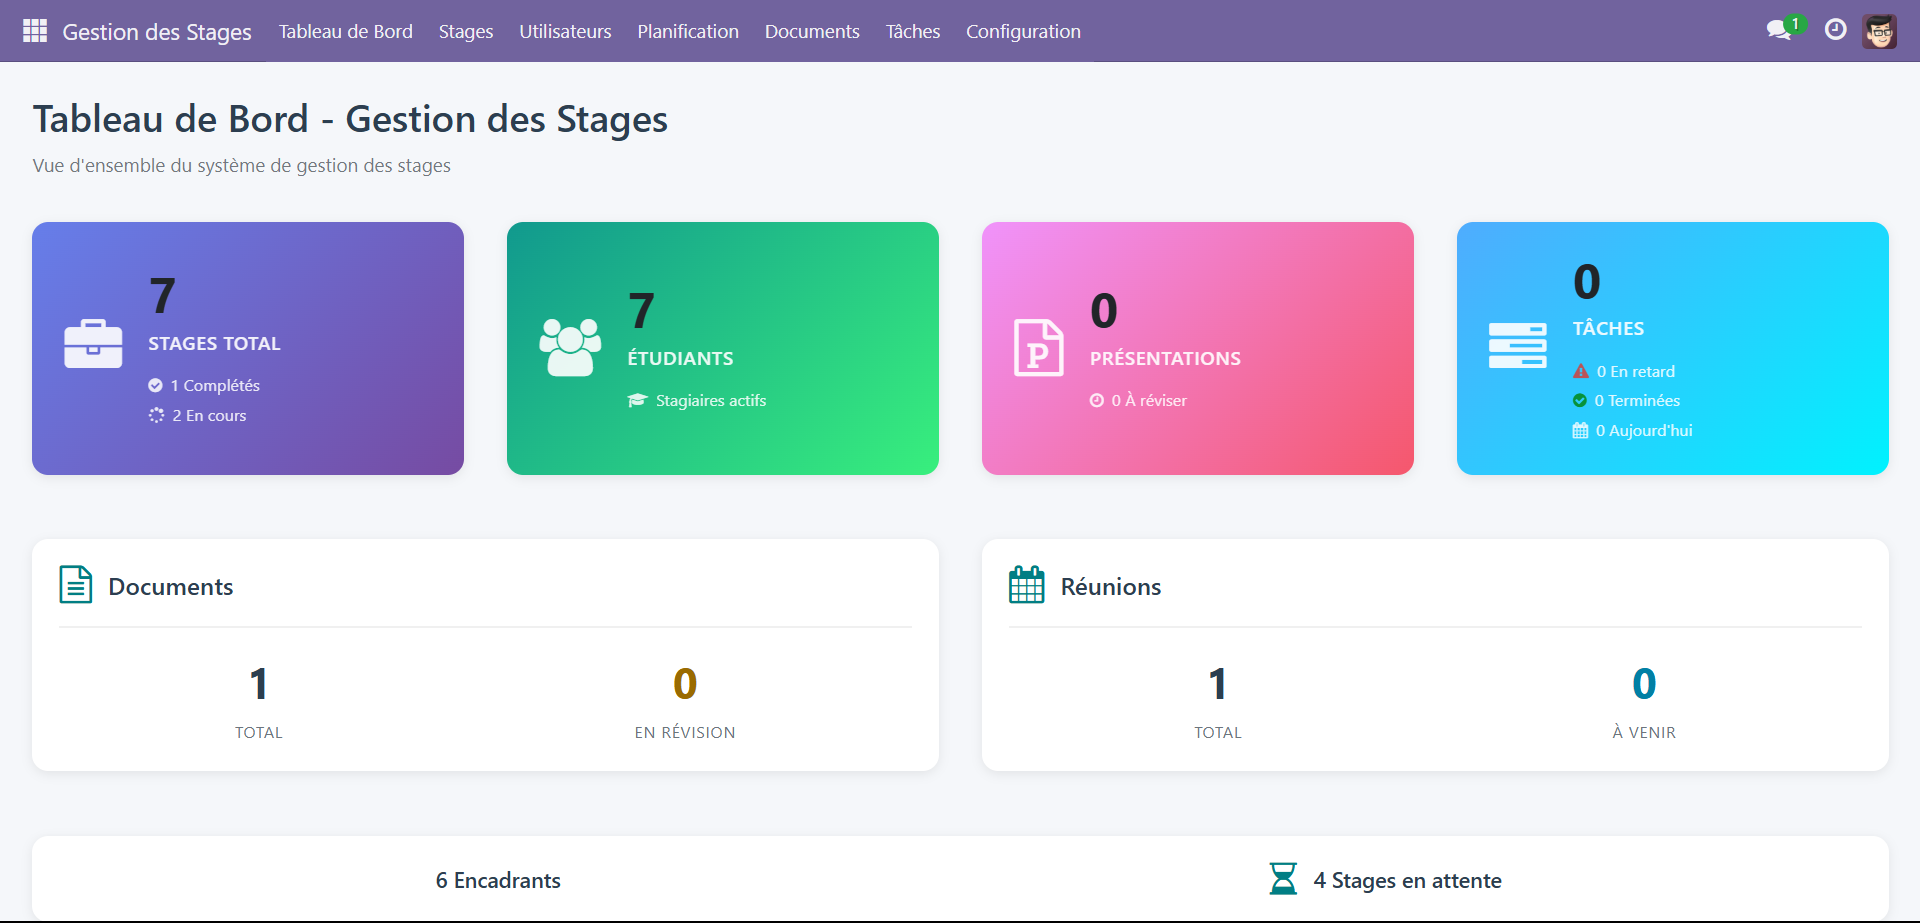 Gestion des Stages Tableau de Bord Stages Utilisateurs Planification Documents Tâches Configuration 1
Tableau de Bord - Gestion des Stages
Vue d'ensemble du système de gestion des stages
7
STAGES TOTAL
1 Complétés
2 En cours
7
ÉTUDIANTS
Stagiaires actifs
0
PRÉSENTATIONS
0 À réviser
0
TÂCHES
0 En retard
0 Terminées
0 Aujourd'hui
Documents
1
TOTAL
0
EN RÉVISION
Réunions
1
TOTAL
0
À VENIR
6 Encadrants
4 Stages en attente